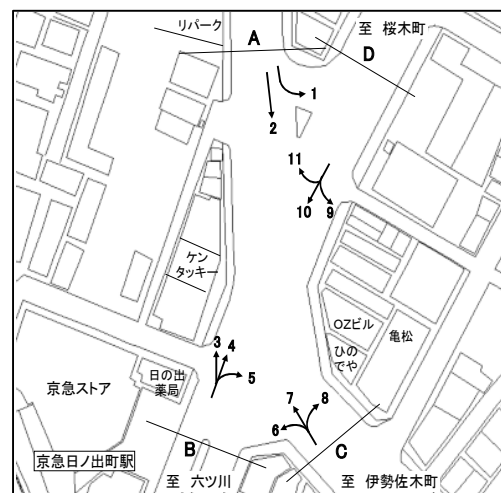 リパーク
A
至 桜木町
D
1
2
11
10
9
ケン
タッキー
OZビル
亀松
ひの
でや
3
4
5
日の出
薬局
京急ストア
7
8
6
B
C
京急日ノ出町駅
至 六ツ川
至 伊勢佐木町